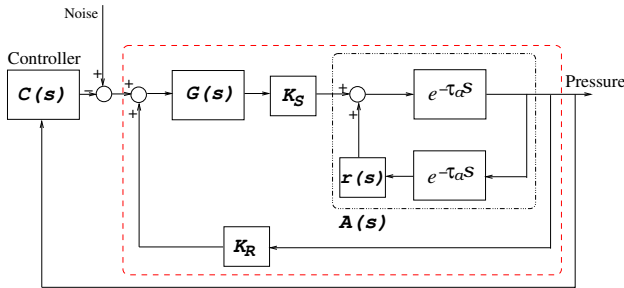 Noise
Controller
C(s)
+
−
+
+
G(s)
K_S
+
+
e^{-τ_a s}
Pressure
r(s)
e^{-τ_a s}
A(s)
K_R